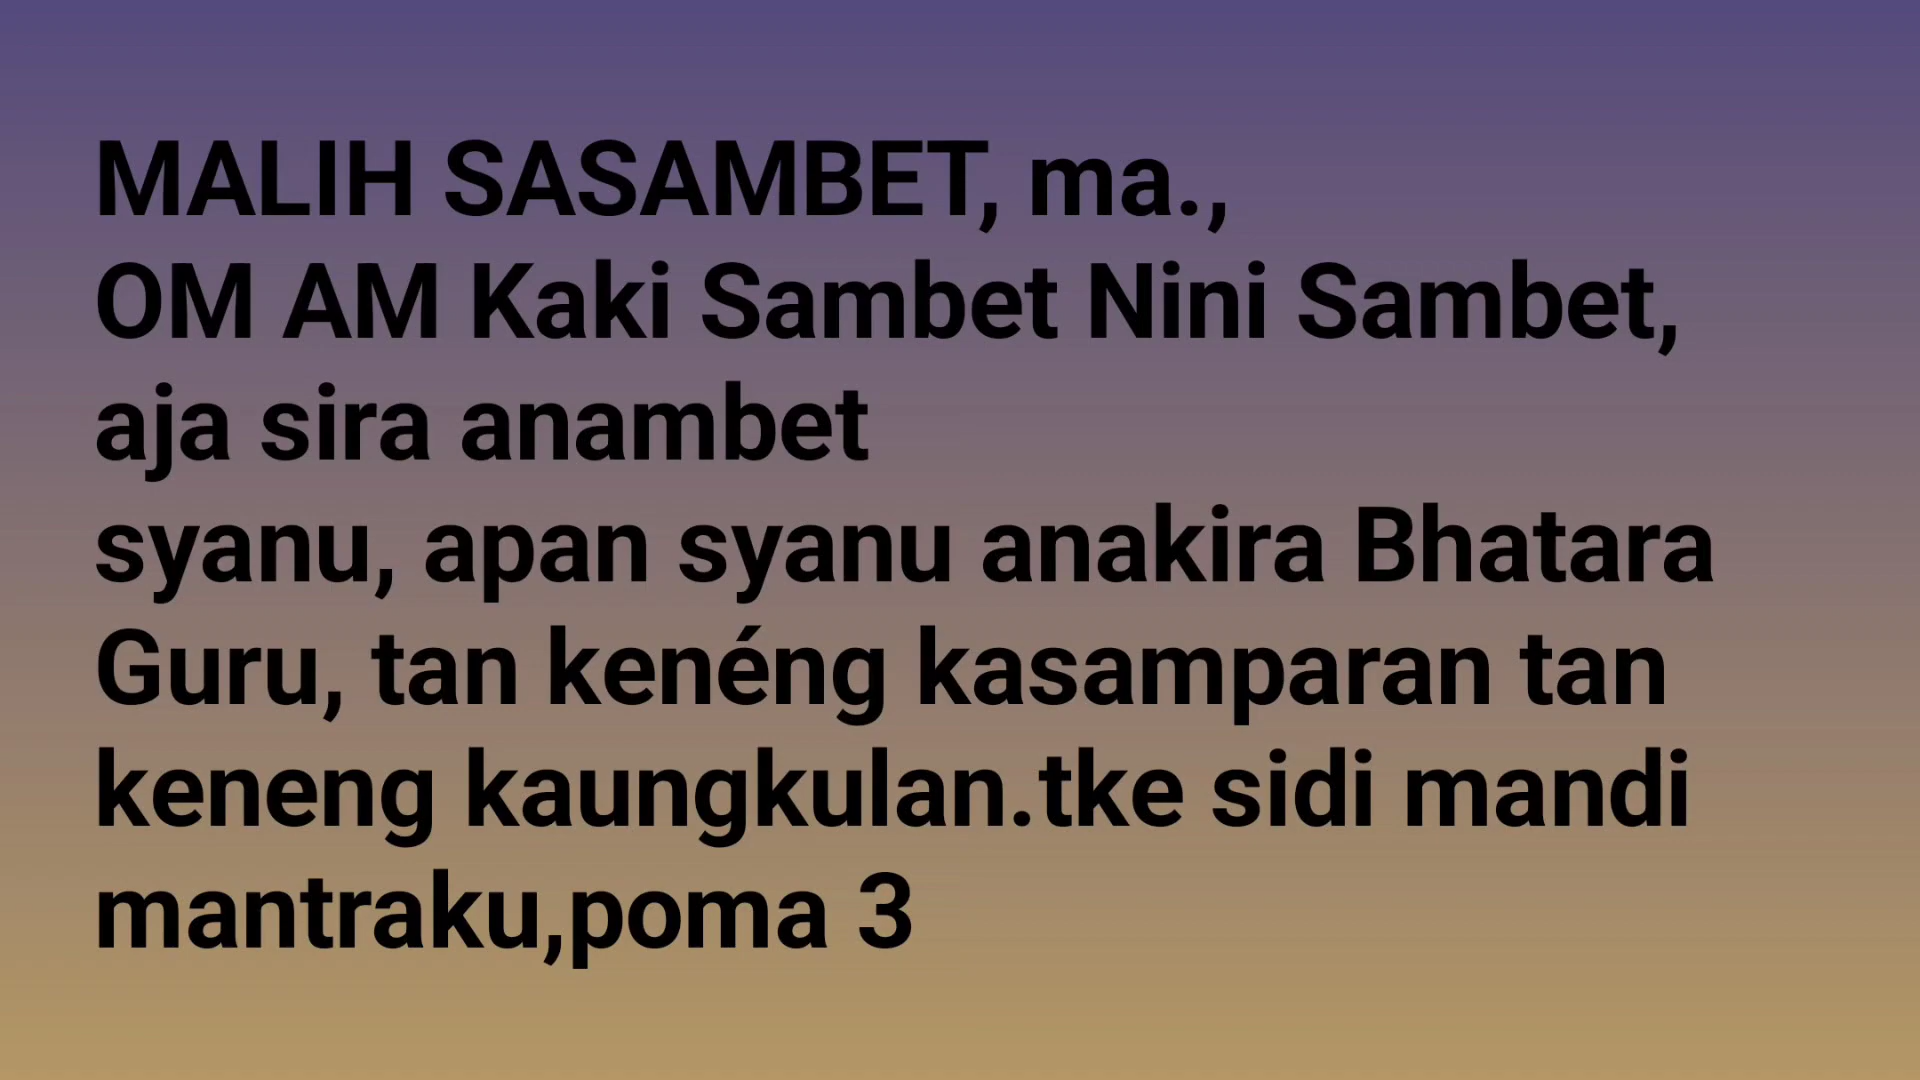 MALIH SASAMBET, ma.,
OM AM Kaki Sambet Nini Sambet,
aja sira anambet
syanu, apan syanu anakira Bhatara
Guru, tan kenéng kasamparan tan
keneng kaungkulan.tke sidi mandi
mantraku,poma 3